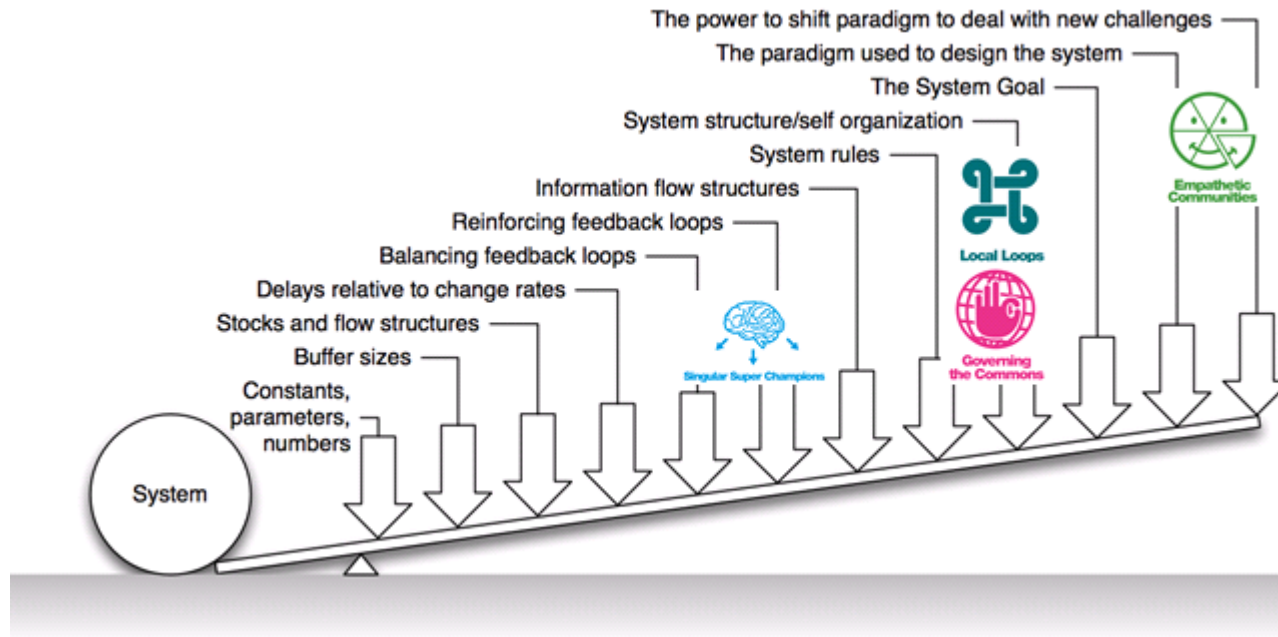 The power to shift paradigm to deal with new challenges
The paradigm used to design the system
The System Goal
System structure/self organization
System rules
Information flow structures
Reinforcing feedback loops
Balancing feedback loops
Delays relative to change rates
Stocks and flow structures
Buffer sizes
Constants,
parameters,
numbers
System
Singular Super Champions
Local Loops
Governing
the Commons
Empathetic
Communities